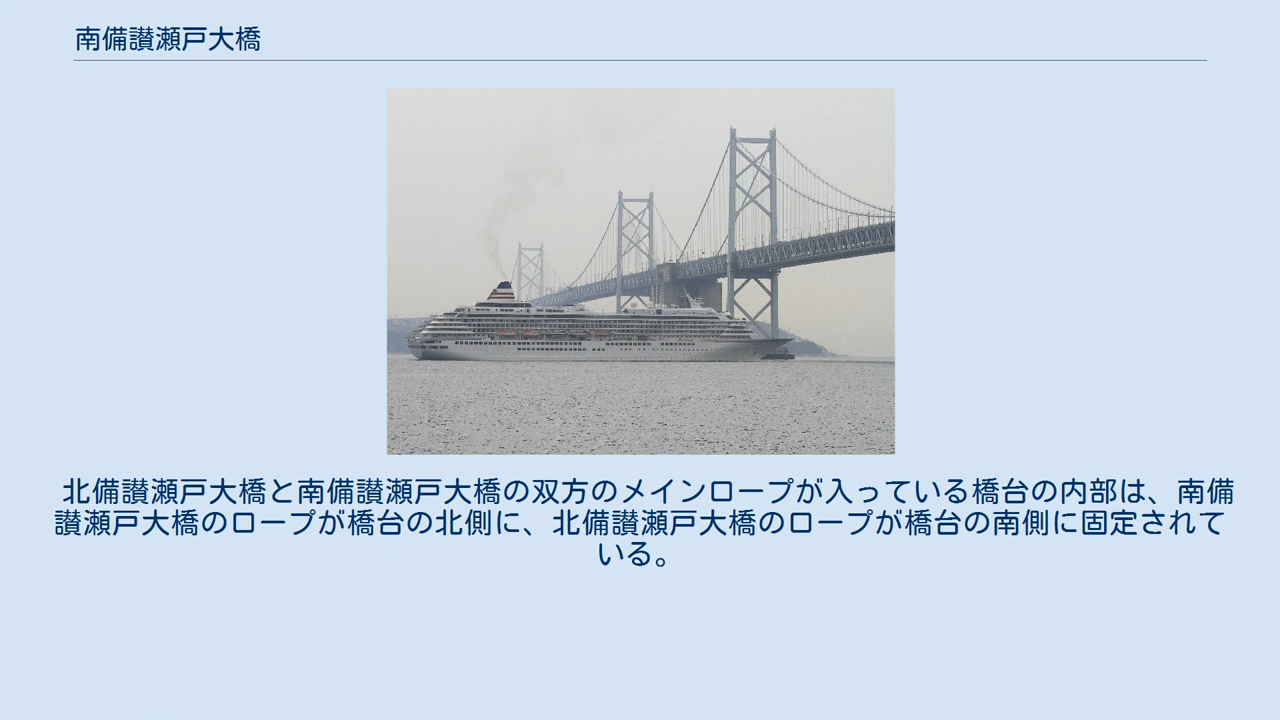 南備讃瀬戸大橋
北備讃瀬戸大橋と南備讃瀬戸大橋の双方のメインロープが入っている橋台の内部は、南備
讃瀬戸大橋のロープが橋台の北側に、北備讃瀬戸大橋のロープが橋台の南側に固定されて
いる。